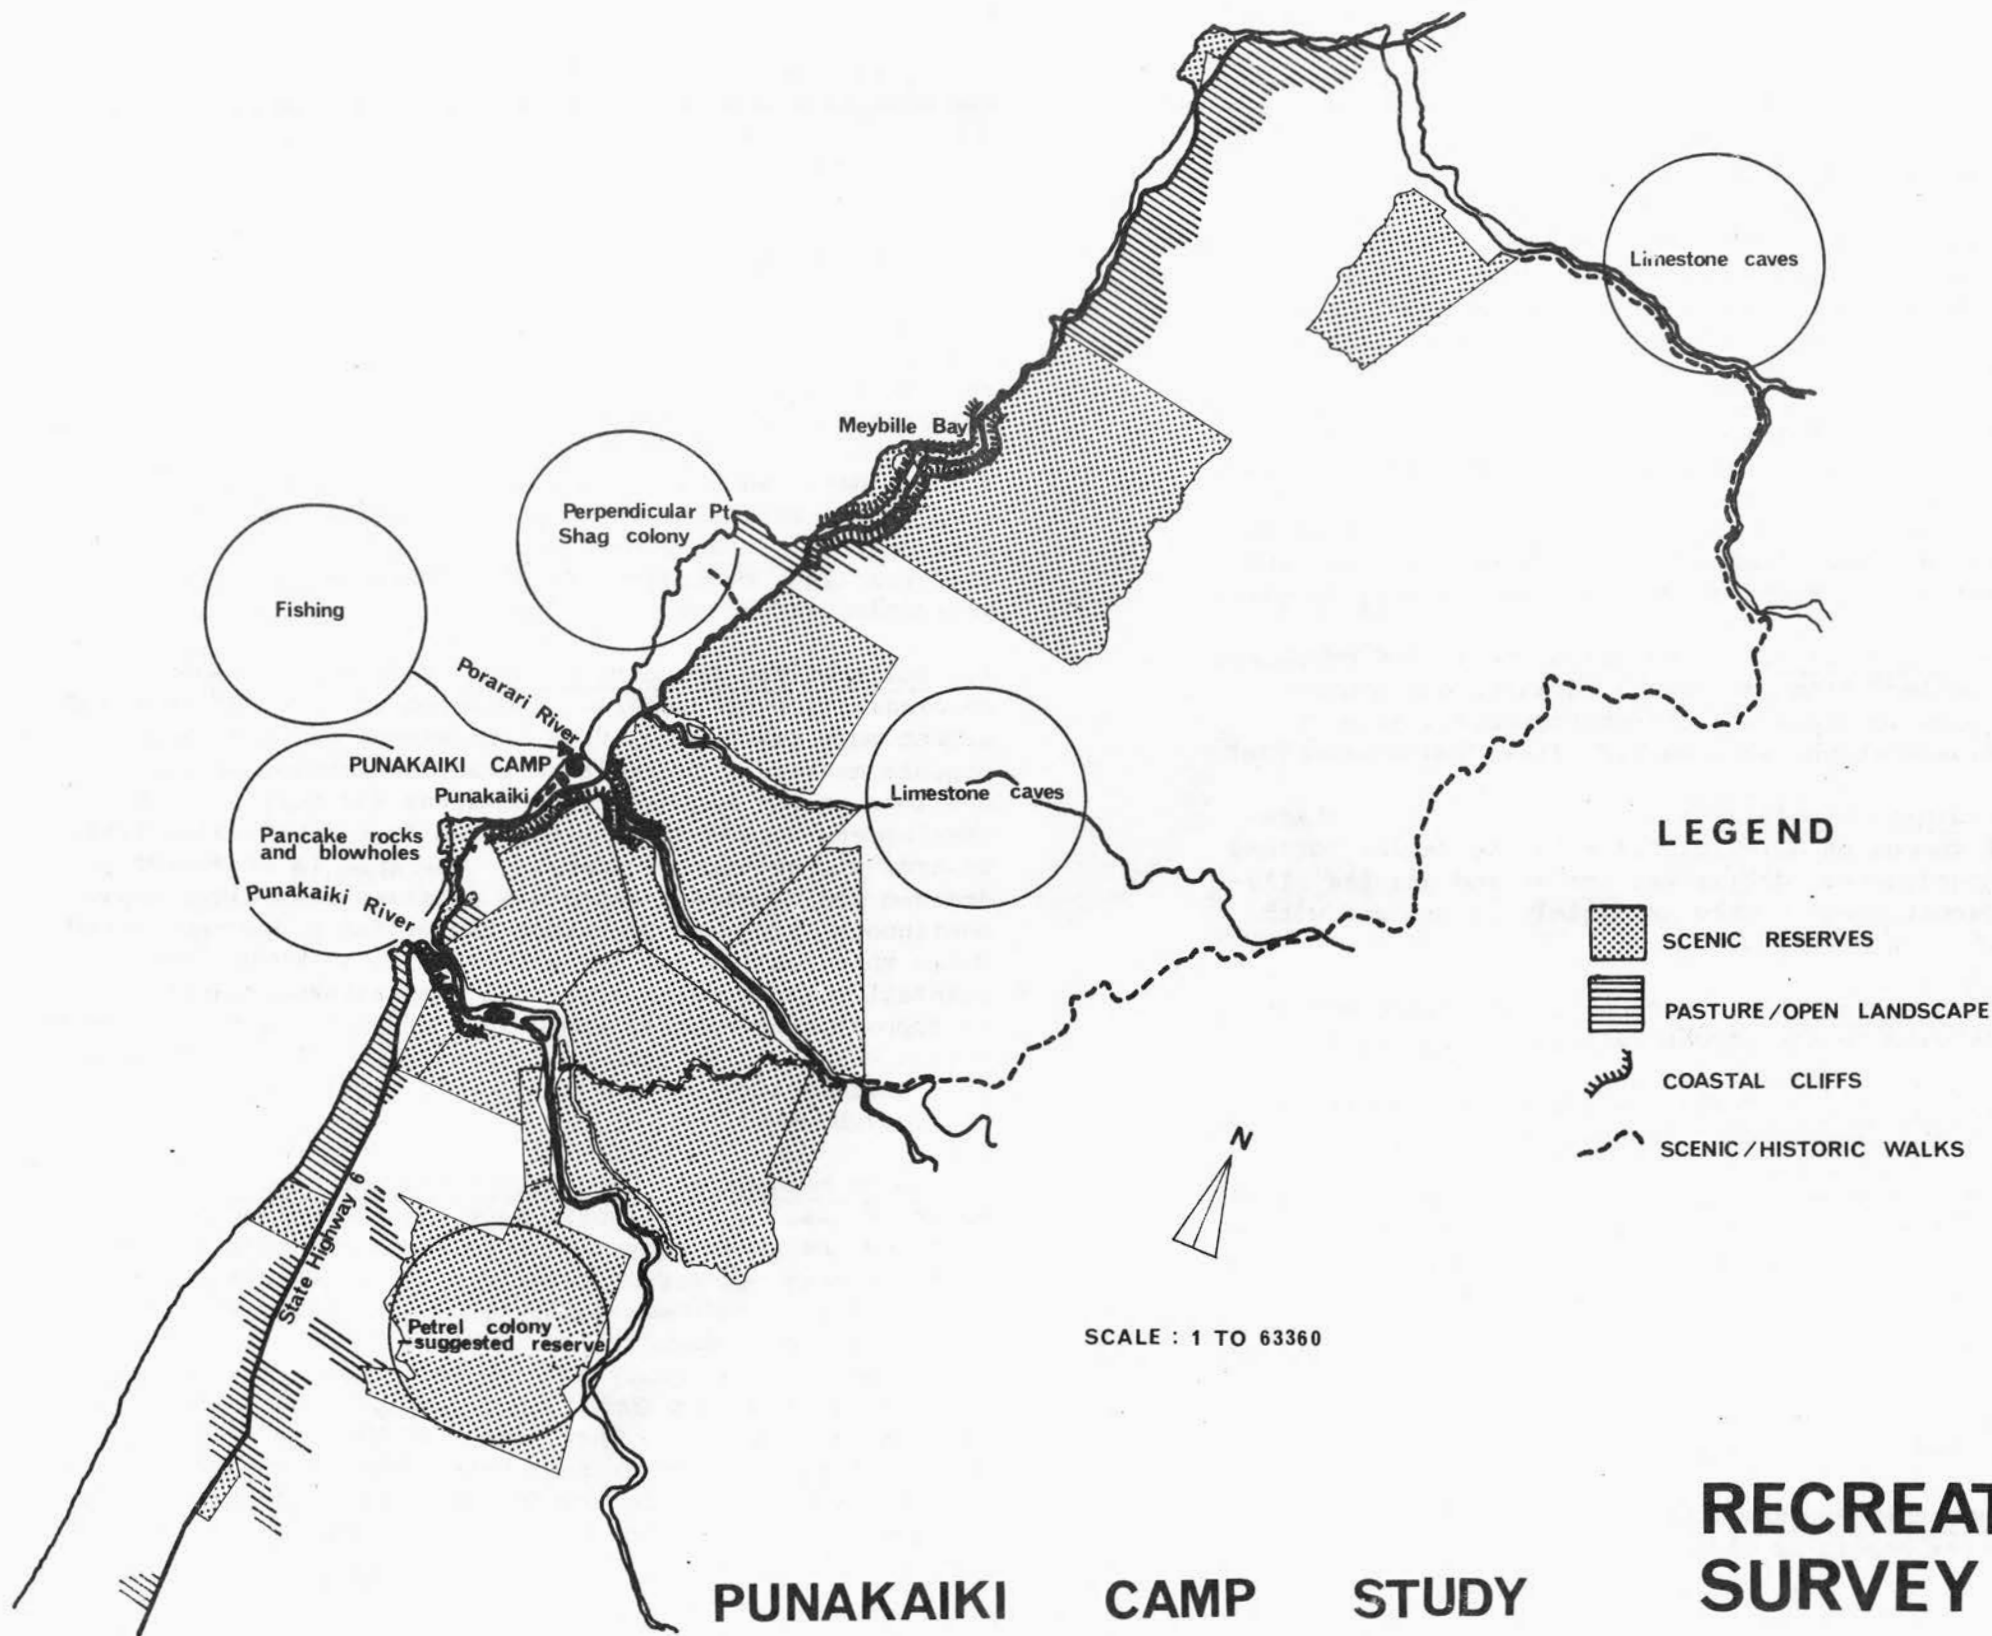 Limestone caves
Meybille Bay
Perpendicular Pt
Shag colony
Fishing
Porarari River
PUNAKAIKI CAMP
Punakaiki
Limestone caves
Pancake rocks
and blowholes
Punakaiki River
LEGEND
SCENIC RESERVES
PASTURE/OPEN LANDSCAPE
COASTAL CLIFFS
SCENIC/HISTORIC WALKS
N
State Highway 6
Petrel colony
-suggested reserve
SCALE : 1 TO 63360
RECREAT
SURVEY
PUNAKAIKI CAMP STUDY